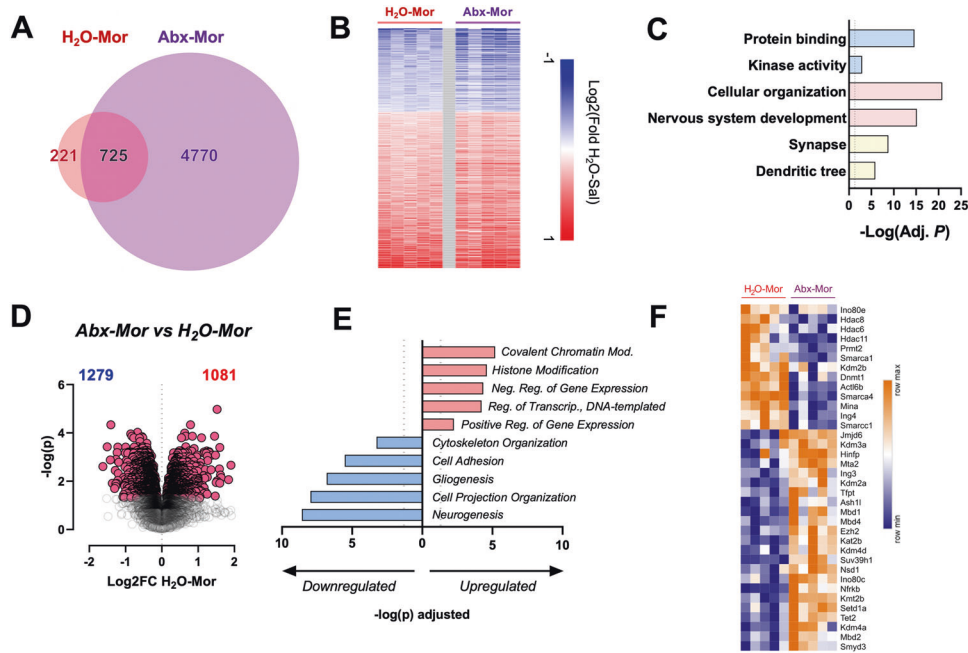 A
H₂O-Mor
Abx-Mor
221
725
4770
B
H₂O-Mor
Abx-Mor
-1
Log2(Fold H₂O-Sal)
1
C
Protein binding
Kinase activity
Cellular organization
Nervous system development
Synapse
Dendritic tree
0 5 10 15 20 25
-Log(Adj. P)
D
Abx-Mor vs H₂O-Mor
1279
1081
6
4
2
0
-log(p)
-2 -1 0 1 2
Log2FC H₂O-Mor
E
Covalent Chromatin Mod.
Histone Modification
Neg. Reg. of Gene Expression
Reg. of Transcrip., DNA-templated
Positive Reg. of Gene Expression
Cytoskeleton Organization
Cell Adhesion
Gliogenesis
Cell Projection Organization
Neurogenesis
10 5 0 5 10
Downregulated
Upregulated
-log(p) adjusted
F
H₂O-Mor
Abx-Mor
Ino80e
Hdac8
Hdac6
Hdac11
Prmt2
Smarca1
Kdm2b
Dnmt1
Actl6b
Smarca4
Mina
Ing4
Smarcc1
Jmjd6
Kdm3a
Hinfp
Mta2
Ing3
Kdm2a
Tfpt
Ash1l
Mbd1
Mbd4
Ezh2
Kat2b
Kdm4d
Suv39h1
Nsd1
Ino80c
Nfrkb
Kmt2b
Setd1a
Tet2
Kdm4a
Mbd2
Smyd3
row max
row min